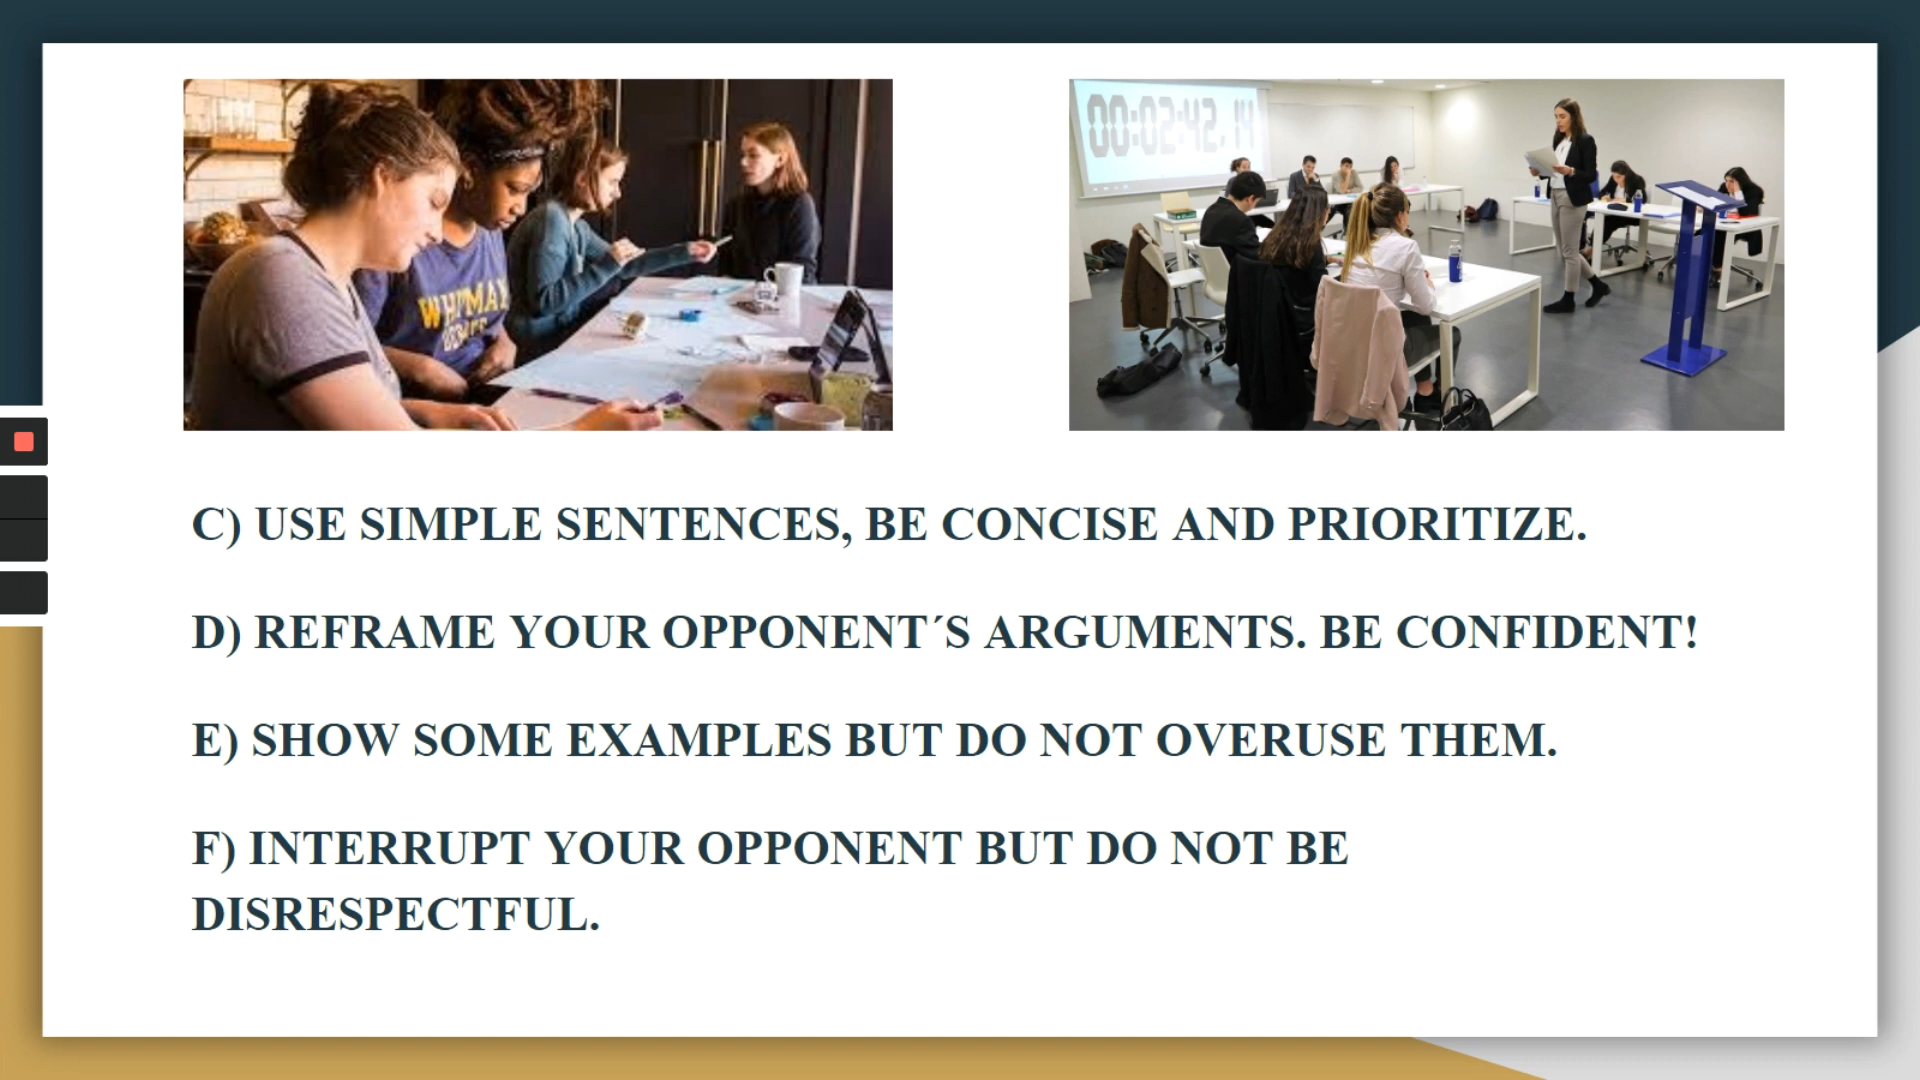 00:02:42.14
WHITMAN
C) USE SIMPLE SENTENCES, BE CONCISE AND PRIORITIZE.
D) REFRAME YOUR OPPONENT´S ARGUMENTS. BE CONFIDENT!
E) SHOW SOME EXAMPLES BUT DO NOT OVERUSE THEM.
F) INTERRUPT YOUR OPPONENT BUT DO NOT BE
DISRESPECTFUL.